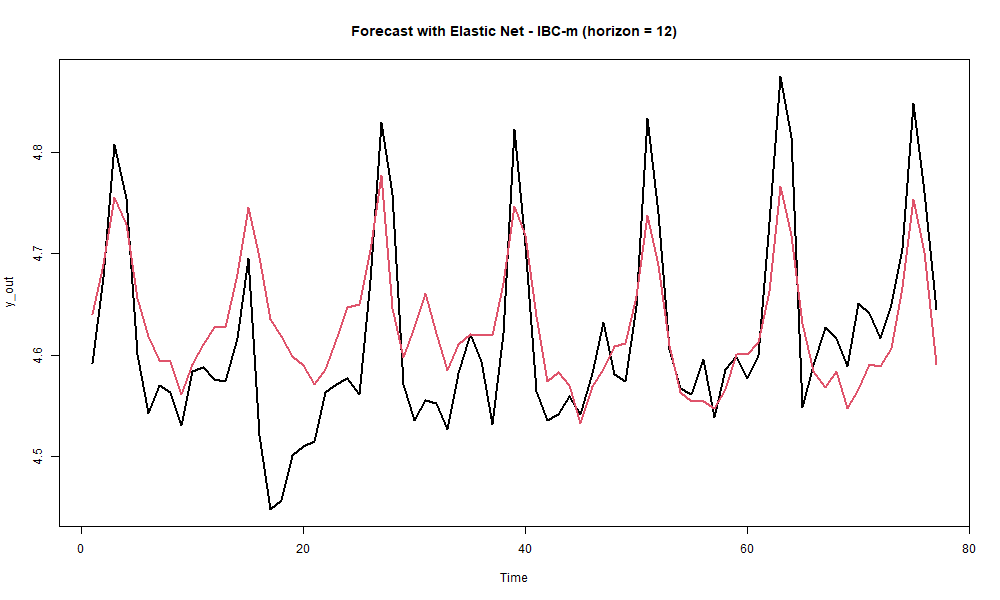 Forecast with Elastic Net - IBC-m (horizon = 12)
y_out
4.8
4.7
4.6
4.5
0 20 40 60 80
Time